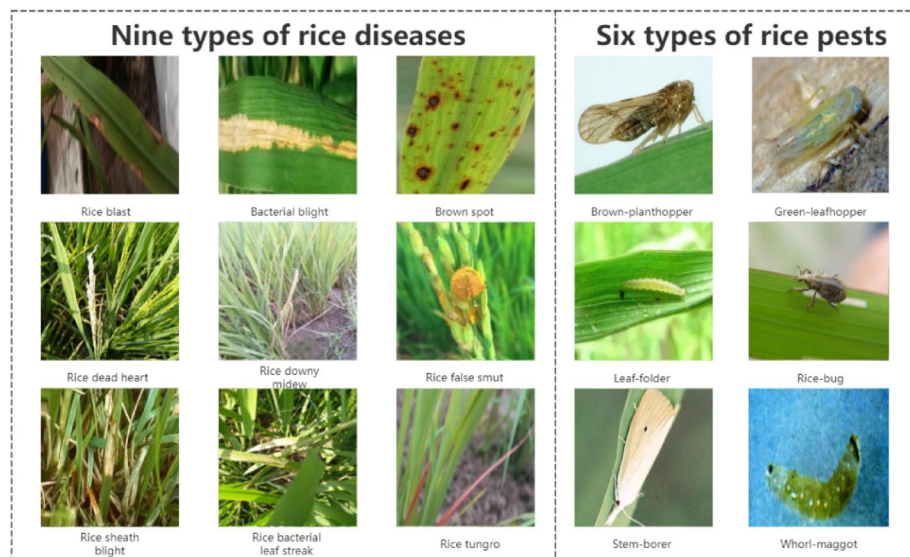 Nine types of rice diseases
Six types of rice pests
Rice blast
Bacterial blight
Brown spot
Brown-planthopper
Green-leafhopper
Rice dead heart
Rice downy
midew
Rice false smut
Leaf-folder
Rice-bug
Rice sheath
blight
Rice bacterial
leaf streak
Rice tungro
Stem-borer
Whorl-maggot